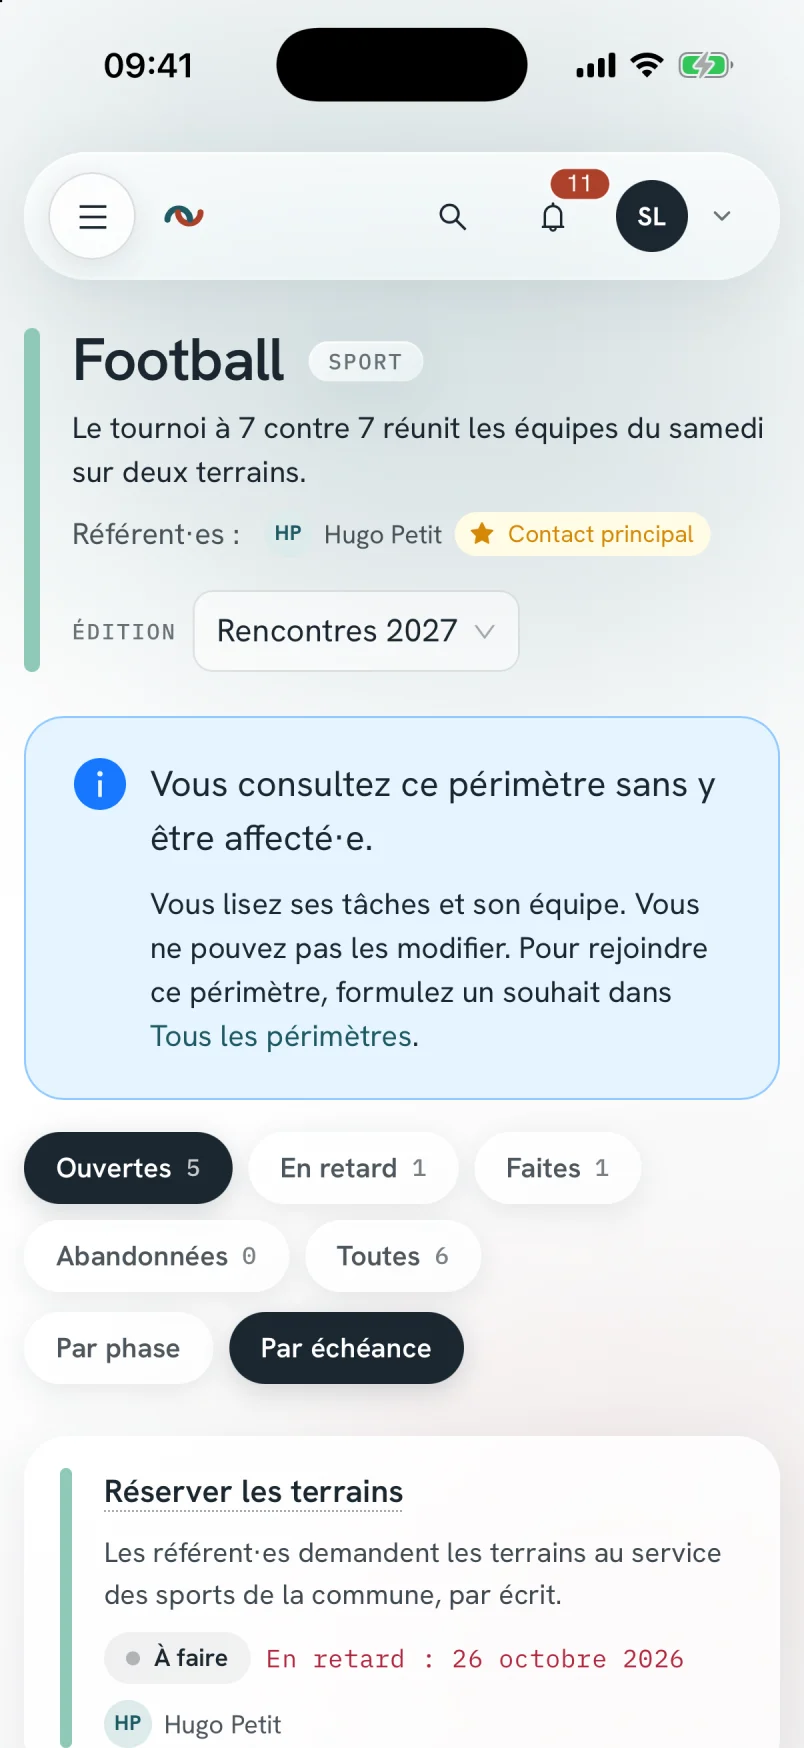 09:41
11
SL
Football SPORT
Le tournoi à 7 contre 7 réunit les équipes du samedi
sur deux terrains.
Référent·es : HP Hugo Petit Contact principal
ÉDITION Rencontres 2027
Vous consultez ce périmètre sans y
être affecté·e.
Vous lisez ses tâches et son équipe. Vous
ne pouvez pas les modifier. Pour rejoindre
ce périmètre, formulez un souhait dans
Tous les périmètres.
Ouvertes 5 En retard 1 Faites 1
Abandonnées 0 Toutes 6
Par phase Par échéance
Réserver les terrains
Les référent·es demandent les terrains au service
des sports de la commune, par écrit.
À faire En retard : 26 octobre 2026
HP Hugo Petit